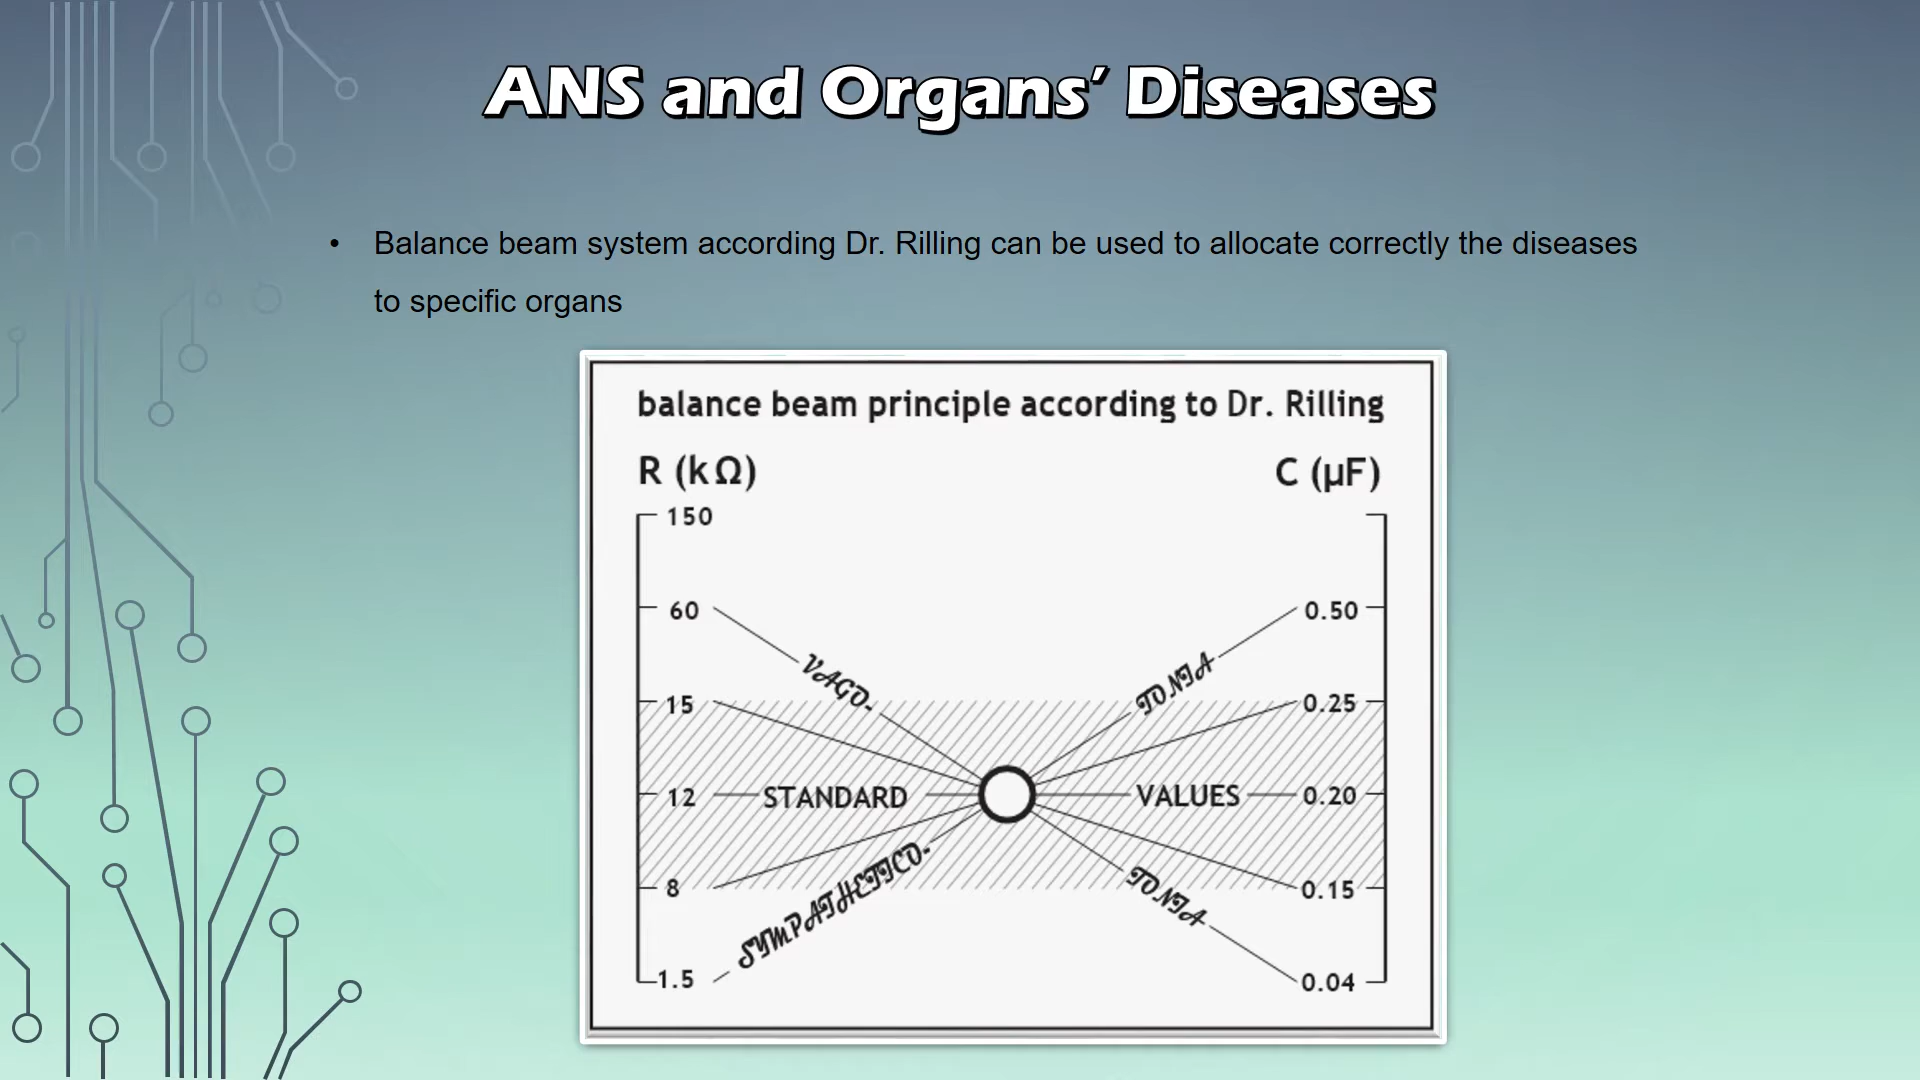 ANS and Organs’ Diseases
• Balance beam system according Dr. Rilling can be used to allocate correctly the diseases
to specific organs
balance beam principle according to Dr. Rilling
R (kΩ) C (µF)
150
60 0.50
VAGO- TONIA
15 0.25
12 STANDARD VALUES 0.20
8 0.15
SYMPATHETICO- TONIA
1.5 0.04